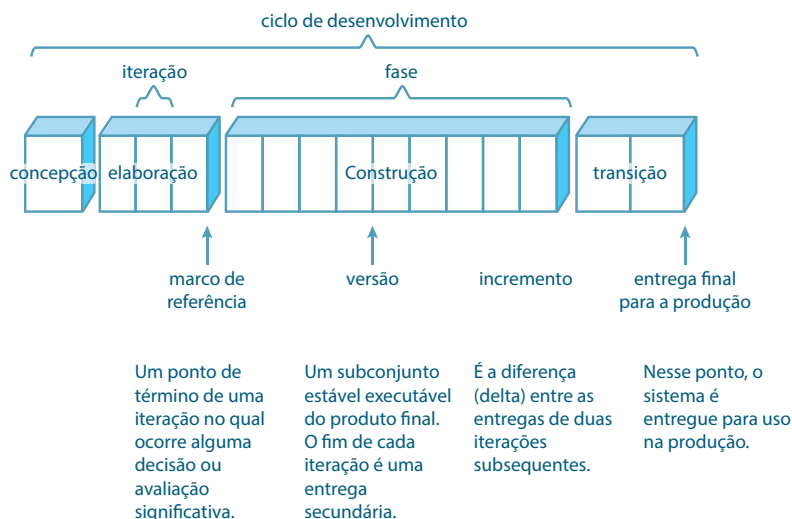 ciclo de desenvolvimento
iteração
fase
concepção
elaboração
Construção
transição
marco de
referência
versão
incremento
entrega final
para a produção
Um ponto de
término de uma
iteração no qual
ocorre alguma
decisão ou
avaliação
significativa.
Um subconjunto
estável executável
do produto final.
O fim de cada
iteração é uma
entrega
secundária.
É a diferença
(delta) entre as
entregas de duas
iterações
subsequentes.
Nesse ponto, o
sistema é
entregue para uso
na produção.